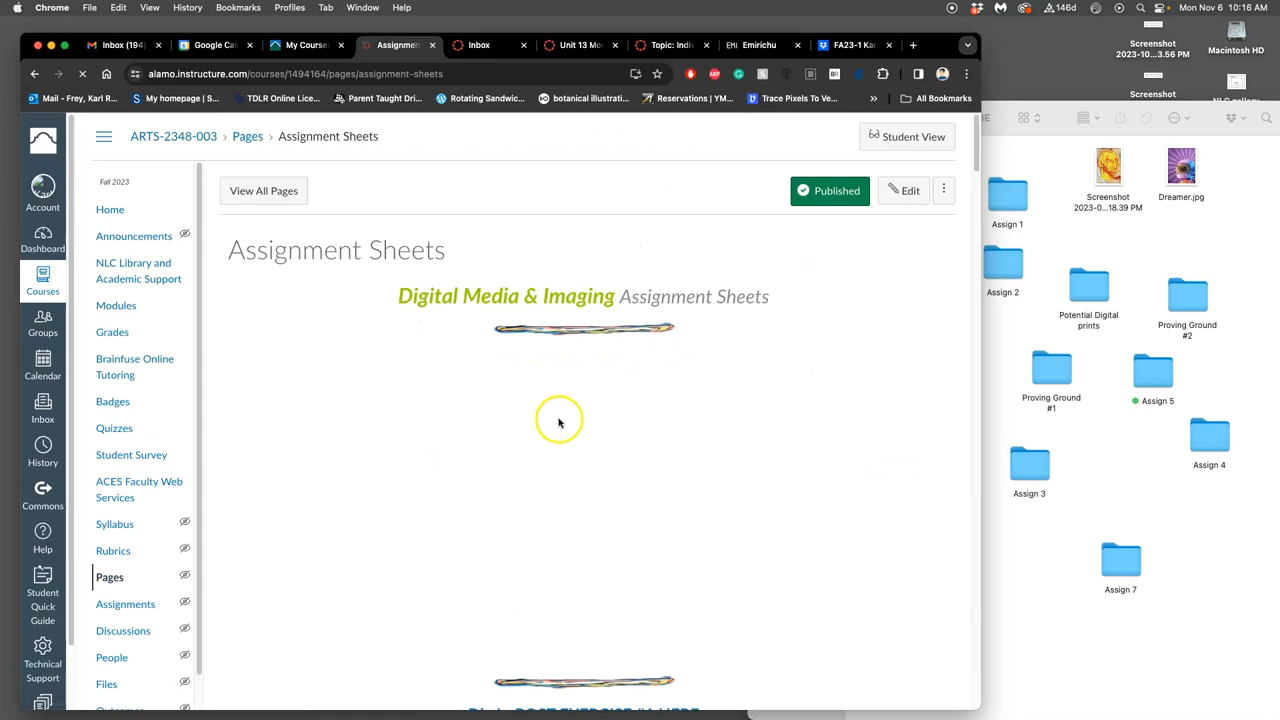 Chrome File Edit View History Bookmarks Profiles Tab Window Help 146d Mon Nov 6 10:16 AM
Inbox (194) Google Cal My Course Assignmen Inbox Unit 13 Mo Topic: Indiv EMi Emirichu FA23-1 Kar
alamo.instructure.com/courses/1494164/pages/assignment-sheets
Mail - Frey, Karl R... My homepage | S... TDLR Online Lice... Parent Taught Dri... Rotating Sandwic... botanical illustrati... Reservations | YM... Trace Pixels To Ve... » All Bookmarks
ARTS-2348-003 > Pages > Assignment Sheets
Student View
View All Pages
Published
Edit
Assignment Sheets
Digital Media & Imaging Assignment Sheets
Account
Dashboard
Courses
Groups
Calendar
Inbox
History
Commons
Help
Student
Quick
Guide
Technical
Support
Fall 2023
Home
Announcements
NLC Library and
Academic Support
Modules
Grades
Brainfuse Online
Tutoring
Badges
Quizzes
Student Survey
ACES Faculty Web
Services
Syllabus
Rubrics
Pages
Assignments
Discussions
People
Files
Screenshot
2023-10...3.56 PM
Macintosh HD
Screenshot
Assign 1
Screenshot
2023-0...18.39 PM
Dreamer.jpg
Assign 2
Potential Digital
prints
Proving Ground
#2
Proving Ground
#1
Assign 5
Assign 4
Assign 3
Assign 7